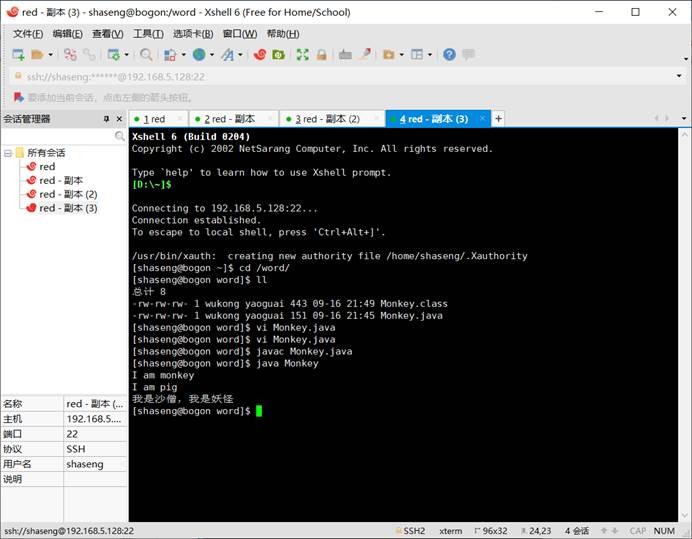 red - 副本 (3) - shaseng@bogon:/word - Xshell 6 (Free for Home/School)
文件(F) 编辑(E) 查看(V) 工具(T) 选项卡(B) 窗口(W) 帮助(H)
ssh://shaseng:******@192.168.5.128:22
要添加当前会话，点击左侧的箭头按钮。
会话管理器
1 red 2 red - 副本 3 red - 副本 (2) 4 red - 副本 (3)
所有会话
red
red - 副本
red - 副本 (2)
red - 副本 (3)
名称 red - 副本 (...
主机 192.168.5....
端口 22
协议 SSH
用户名 shaseng
说明
Xshell 6 (Build 0204)
Copyright (c) 2002 NetSarang Computer, Inc. All rights reserved.
Type `help' to learn how to use Xshell prompt.
[D:\~]$
Connecting to 192.168.5.128:22...
Connection established.
To escape to local shell, press 'Ctrl+Alt+]'.
/usr/bin/xauth:  creating new authority file /home/shaseng/.Xauthority
[shaseng@bogon ~]$ cd /word/
[shaseng@bogon word]$ ll
总计 8
-rw-rw-rw- 1 wukong yaoguai 443 09-16 21:49 Monkey.class
-rw-rw-rw- 1 wukong yaoguai 151 09-16 21:45 Monkey.java
[shaseng@bogon word]$ vi Monkey.java
[shaseng@bogon word]$ vi Monkey.java
[shaseng@bogon word]$ javac Monkey.java
[shaseng@bogon word]$ java Monkey
I am monkey
I am pig
我是沙僧，我是妖怪
[shaseng@bogon word]$
ssh://shaseng@192.168.5.128:22 SSH2 xterm 96x32 24,23 4 会话 CAP NUM